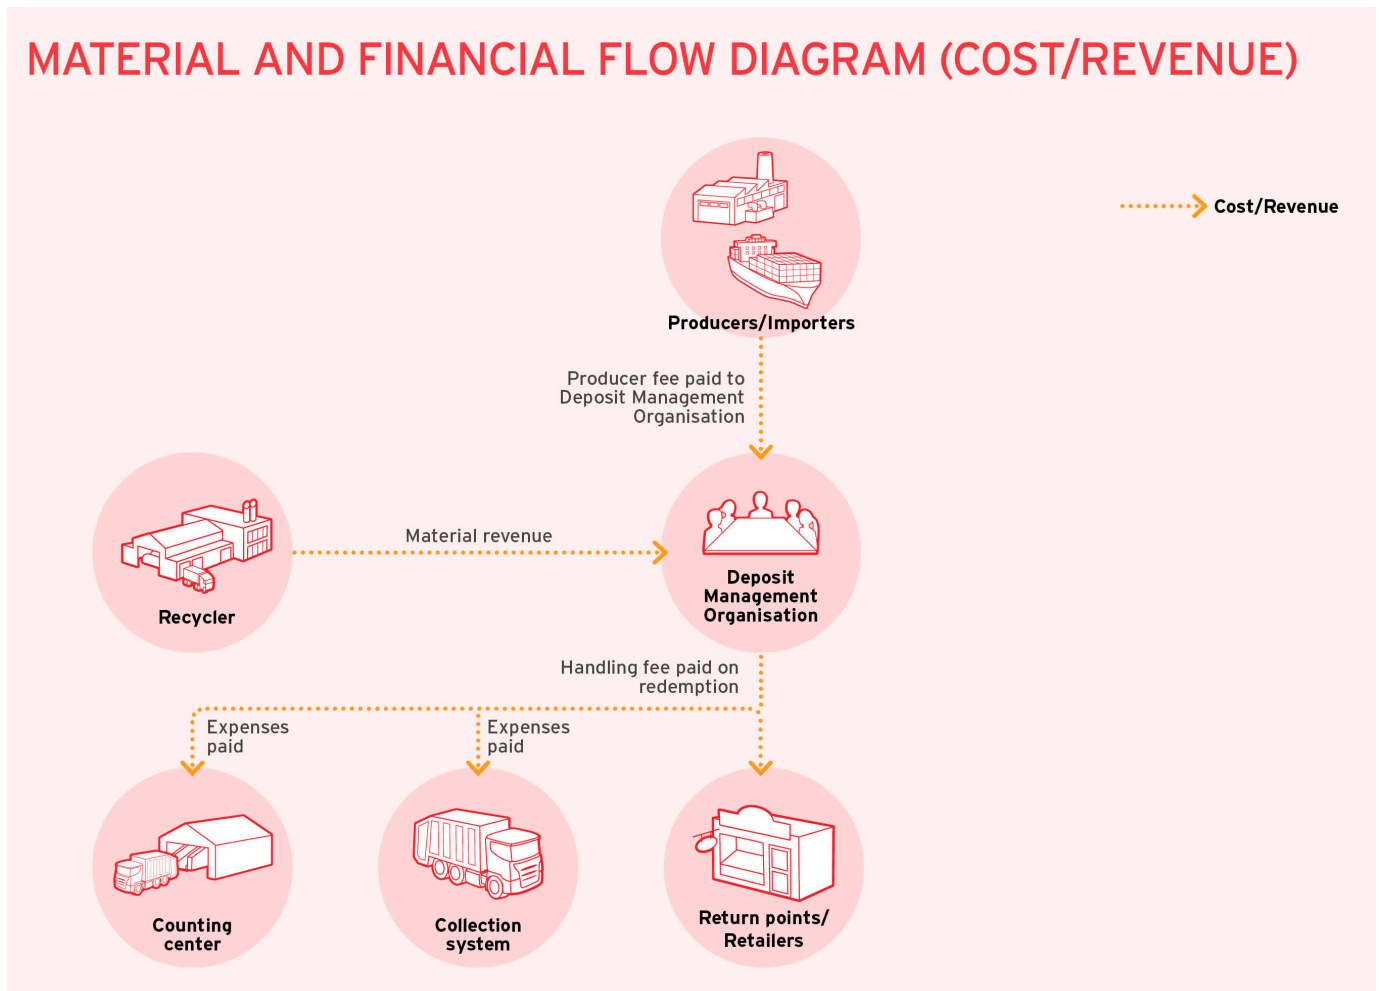 MATERIAL AND FINANCIAL FLOW DIAGRAM (COST/REVENUE)
Cost/Revenue
Producers/Importers
Producer fee paid to
Deposit Management
Organisation
Material revenue
Recycler
Deposit
Management
Organisation
Handling fee paid on
redemption
Expenses
paid
Expenses
paid
Counting
center
Collection
system
Return points/
Retailers